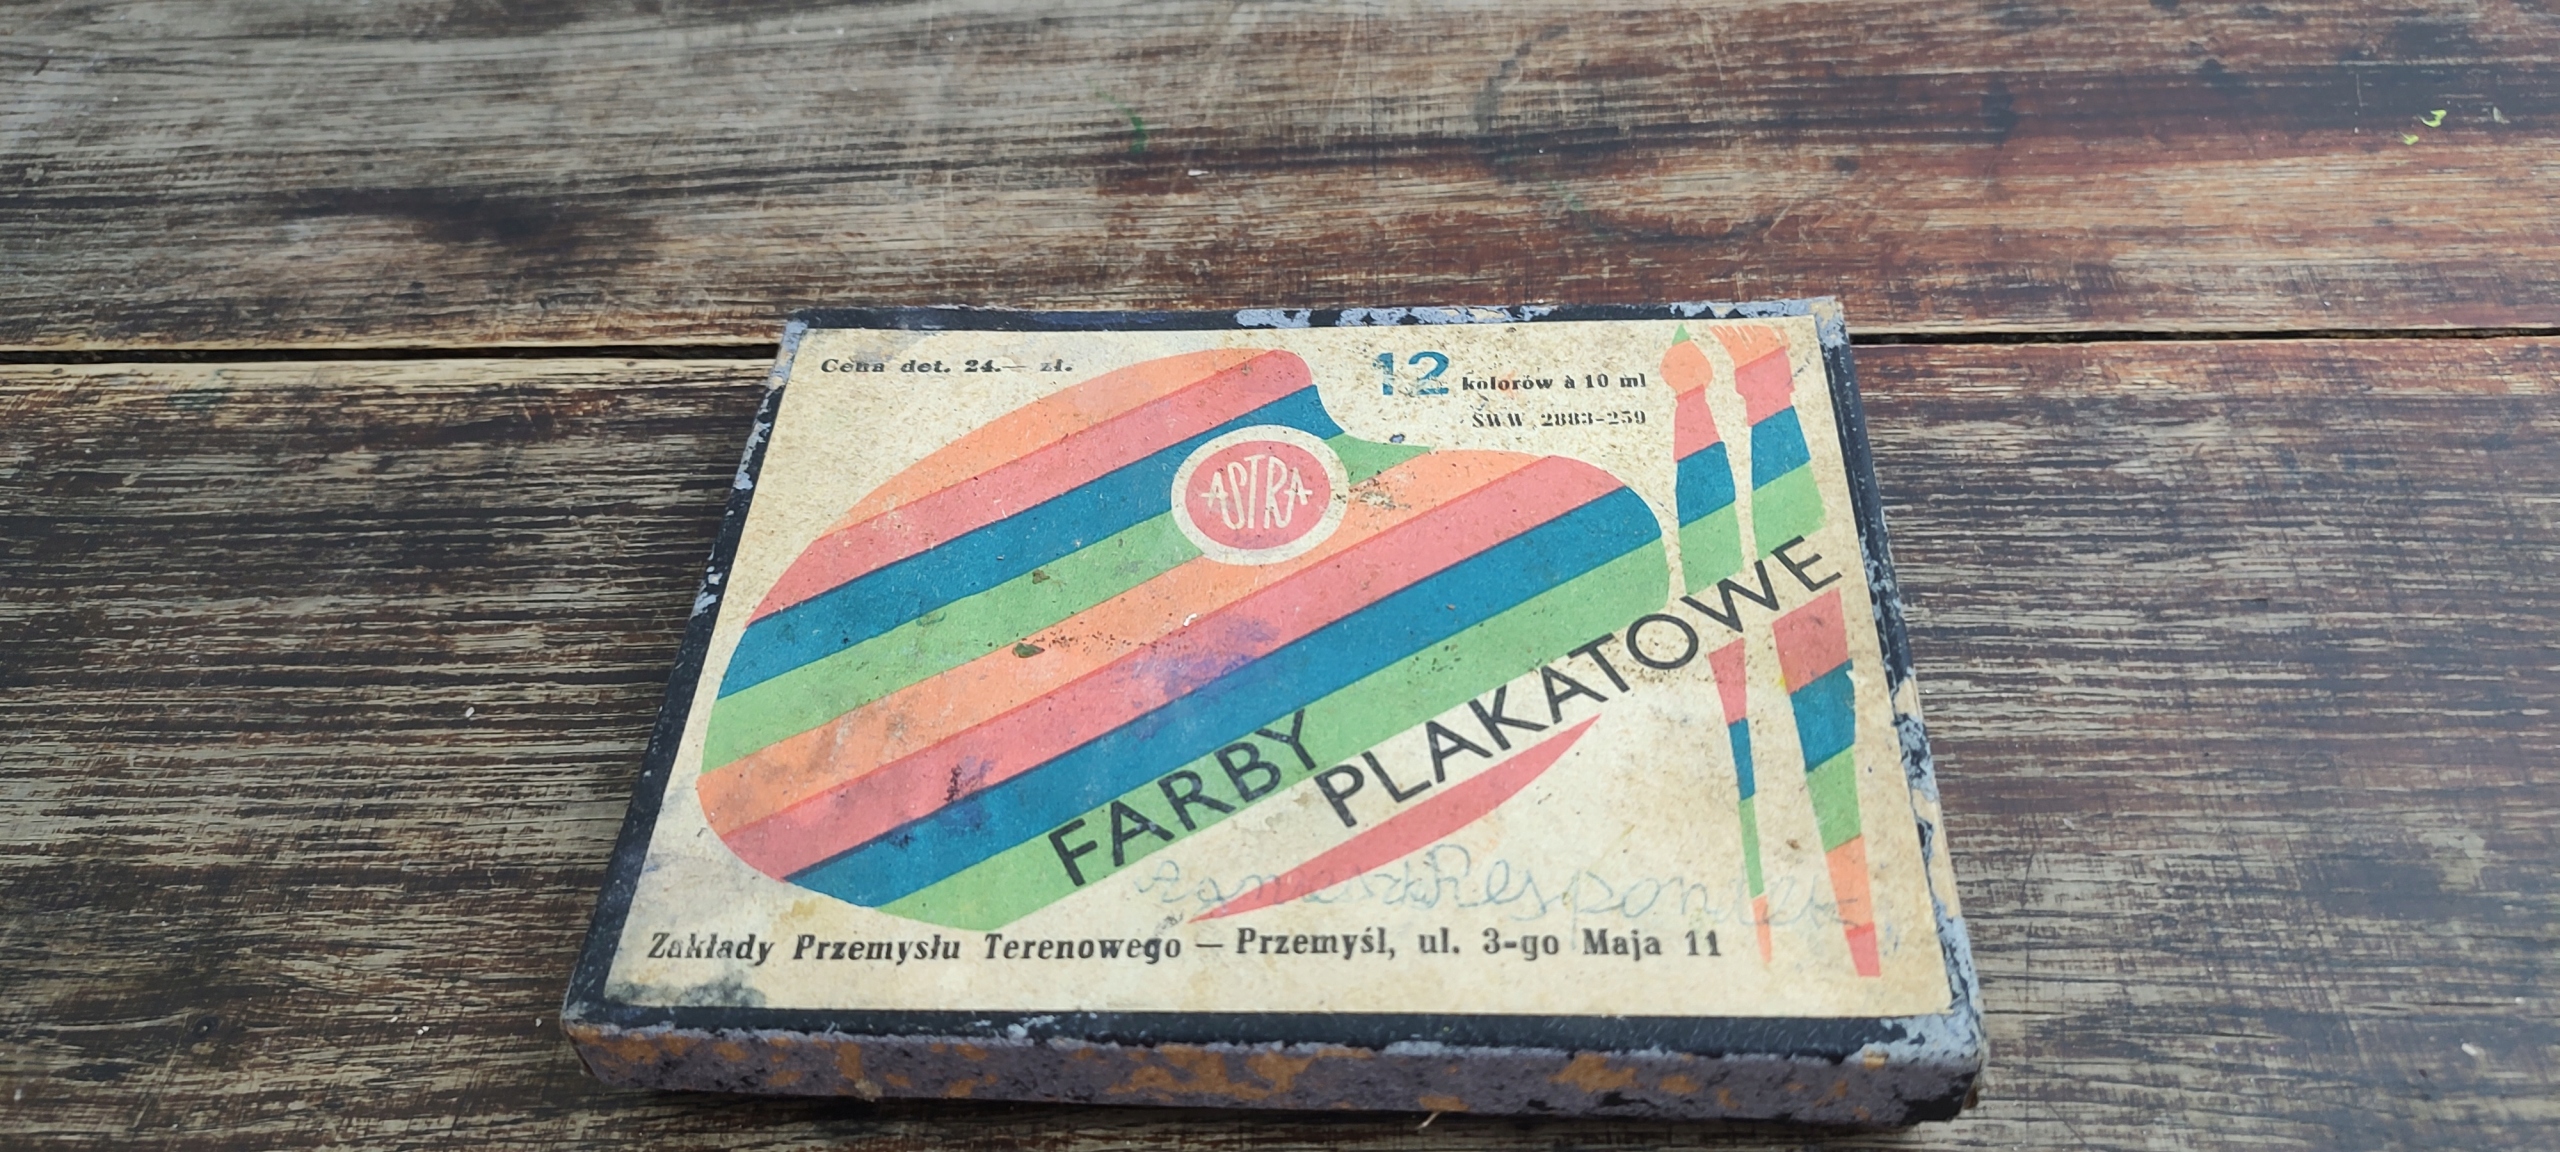 Cena det. 24.— zł.
12 kolorów à 10 ml
SWW 2883-259
ASTRA
FARBY
PLAKATOWE
Zakłady Przemysłu Terenowego — Przemyśl, ul. 3-go Maja 11